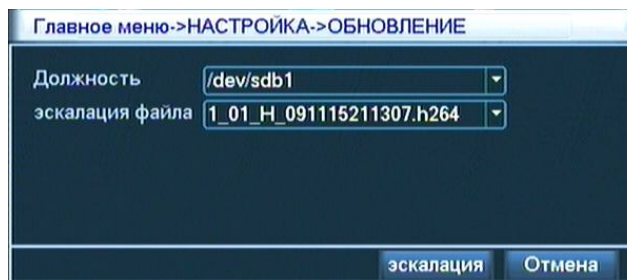 Главное меню->НАСТРОЙКА->ОБНОВЛЕНИЕ
Должность /dev/sdb1
эскалация файла 1_01_H_091115211307.h264
эскалация Отмена